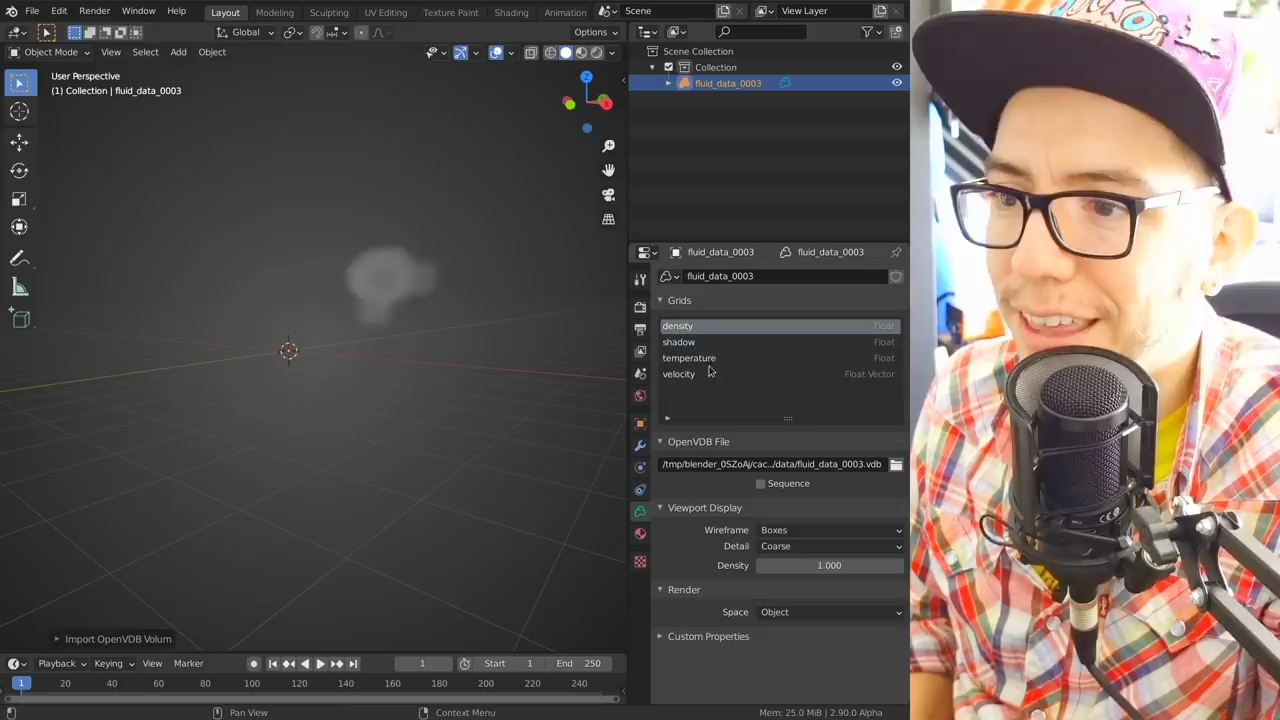 File Edit Render Window Help Layout Modeling Sculpting UV Editing Texture Paint Shading Animation Scene View Layer
Global Options
Object Mode View Select Add Object
User Perspective
(1) Collection | fluid_data_0003
Z
X
Scene Collection
Collection
fluid_data_0003
fluid_data_0003 fluid_data_0003
fluid_data_0003
Grids
density Float
shadow Float
temperature Float
velocity Float Vector
OpenVDB File
/tmp/blender_0SZoAj/cac../data/fluid_data_0003.vdb
Sequence
Viewport Display
Wireframe Boxes
Detail Coarse
Density 1.000
Render
Space Object
Custom Properties
Import OpenVDB Volum
Playback Keying View Marker 1 Start 1 End 250
1 20 40 60 80 100 120 140 160 180 200 220 240
Pan View Context Menu Mem: 25.0 MiB | 2.90.0 Alpha